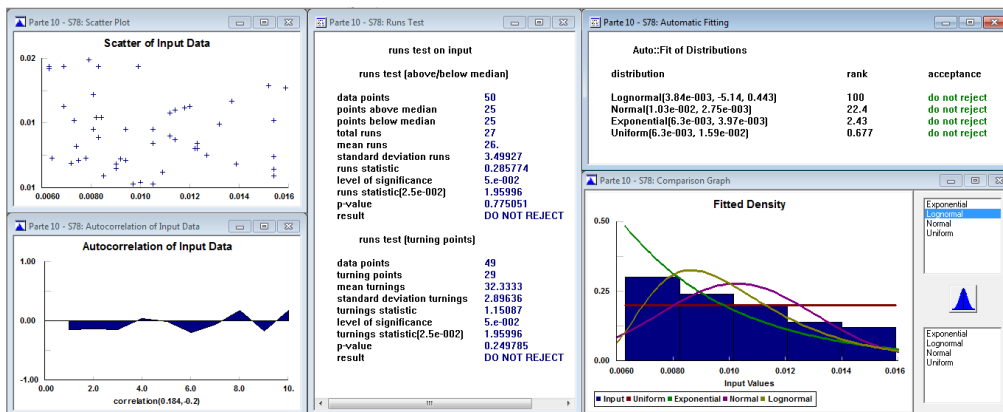 Parte 10 - S78: Scatter Plot
Scatter of Input Data
0.02
0.01
0.01
0.0060 0.0080 0.010 0.012 0.014 0.016
Parte 10 - S78: Autocorrelation of Input Data
Autocorrelation of Input Data
1.00
0.00
-1.00
0.00 2.0 4.0 6.0 8.0 10.
correlation(0.184,-0.2)
Parte 10 - S78: Runs Test
runs test on input
runs test (above/below median)
data points 50
points above median 25
points below median 25
total runs 27
mean runs 26.
standard deviation runs 3.49927
runs statistic 0.285774
level of significance 5.e-002
runs statistic(2.5e-002) 1.95996
p-value 0.775051
result DO NOT REJECT
runs test (turning points)
data points 49
turning points 29
mean turnings 32.3333
standard deviation turnings 2.89636
turnings statistic 1.15087
level of significance 5.e-002
turnings statistic(2.5e-002) 1.95996
p-value 0.249785
result DO NOT REJECT
Parte 10 - S78: Automatic Fitting
Auto::Fit of Distributions
distribution rank acceptance
Lognormal(3.84e-003, -5.14, 0.443) 100 do not reject
Normal(1.03e-002, 2.75e-003) 22.4 do not reject
Exponential(6.3e-003, 3.97e-003) 2.43 do not reject
Uniform(6.3e-003, 1.59e-002) 0.677 do not reject
Parte 10 - S78: Comparison Graph
Fitted Density
0.50
0.25
0.00
0.0080 0.010 0.012 0.014 0.016
Input Values
Input Uniform Exponential Normal Lognormal
Exponential
Lognormal
Normal
Uniform
Exponential
Lognormal
Normal
Uniform